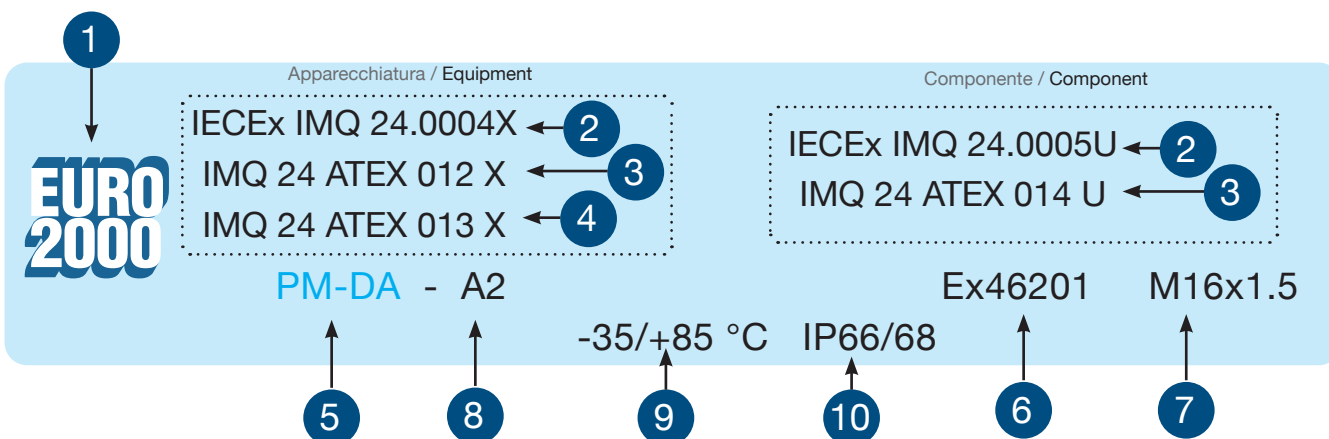 1
Apparecchiatura / Equipment
IECEx IMQ 24.0004X 2
IMQ 24 ATEX 012 X 3
IMQ 24 ATEX 013 X 4
Componente / Component
IECEx IMQ 24.0005U 2
IMQ 24 ATEX 014 U 3
EURO
2000
PM-DA - A2
Ex46201 M16x1.5
-35/+85 °C IP66/68
5 8 9 10 6 7